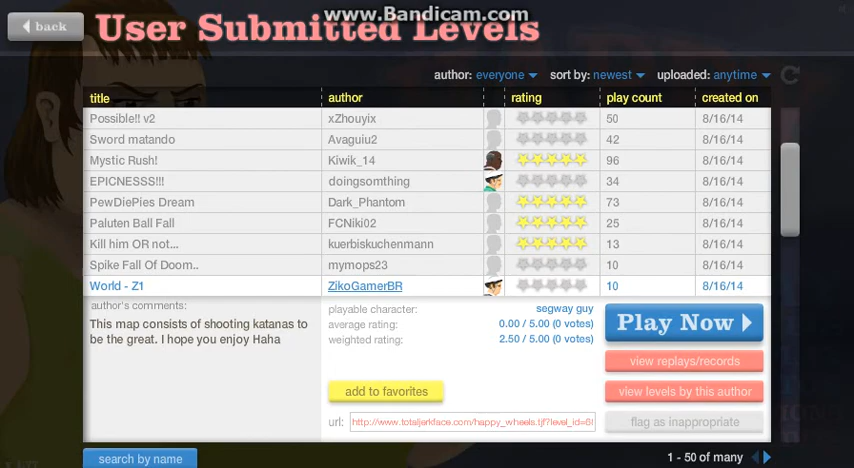 www.Bandicam.com
back
User Submitted Levels
author: everyone sort by: newest uploaded: anytime
title author rating play count created on
Possible!! v2 xZhouyix 50 8/16/14
Sword matando Avaguiu2 42 8/16/14
Mystic Rush! Kiwik_14 96 8/16/14
EPICNESSS!!! doingsomthing 34 8/16/14
PewDiePies Dream Dark_Phantom 73 8/16/14
Paluten Ball Fall FCNiki02 25 8/16/14
Kill him OR not... kuerbiskuchenmann 13 8/16/14
Spike Fall Of Doom.. mymops23 10 8/16/14
World - Z1 ZikoGamerBR 10 8/16/14
author's comments:
This map consists of shooting katanas to
be the great. I hope you enjoy Haha
playable character: segway guy
average rating: 0.00 / 5.00 (0 votes)
weighted rating: 2.50 / 5.00 (0 votes)
add to favorites
url: http://www.totaljerkface.com/happy_wheels.tjf?level_id=8
Play Now
view replays/records
view levels by this author
flag as inappropriate
search by name
1 - 50 of many